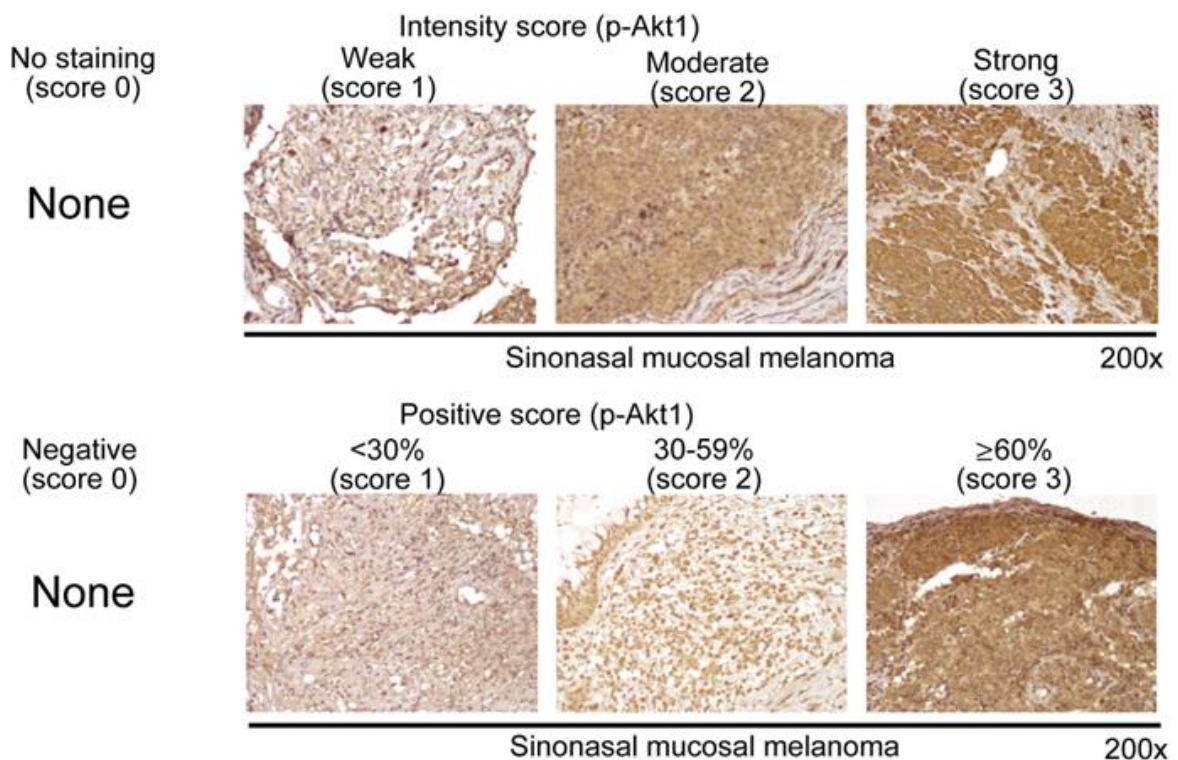 Intensity score (p-Akt1)
No staining
(score 0)
Weak
(score 1)
Moderate
(score 2)
Strong
(score 3)
None
Sinonasal mucosal melanoma
200x
Positive score (p-Akt1)
Negative
(score 0)
<30%
(score 1)
30-59%
(score 2)
≥60%
(score 3)
None
Sinonasal mucosal melanoma
200x